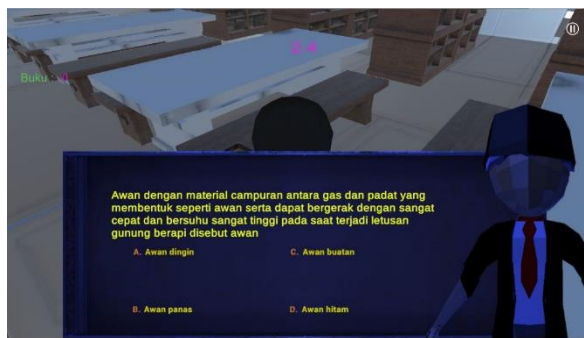 Buku :
Awan dengan material campuran antara gas dan padat yang
membentuk seperti awan serta dapat bergerak dengan sangat
cepat dan bersuhu sangat tinggi pada saat terjadi letusan
gunung berapi disebut awan
A. Awan dingin
C. Awan buatan
B. Awan panas
D. Awan hitam